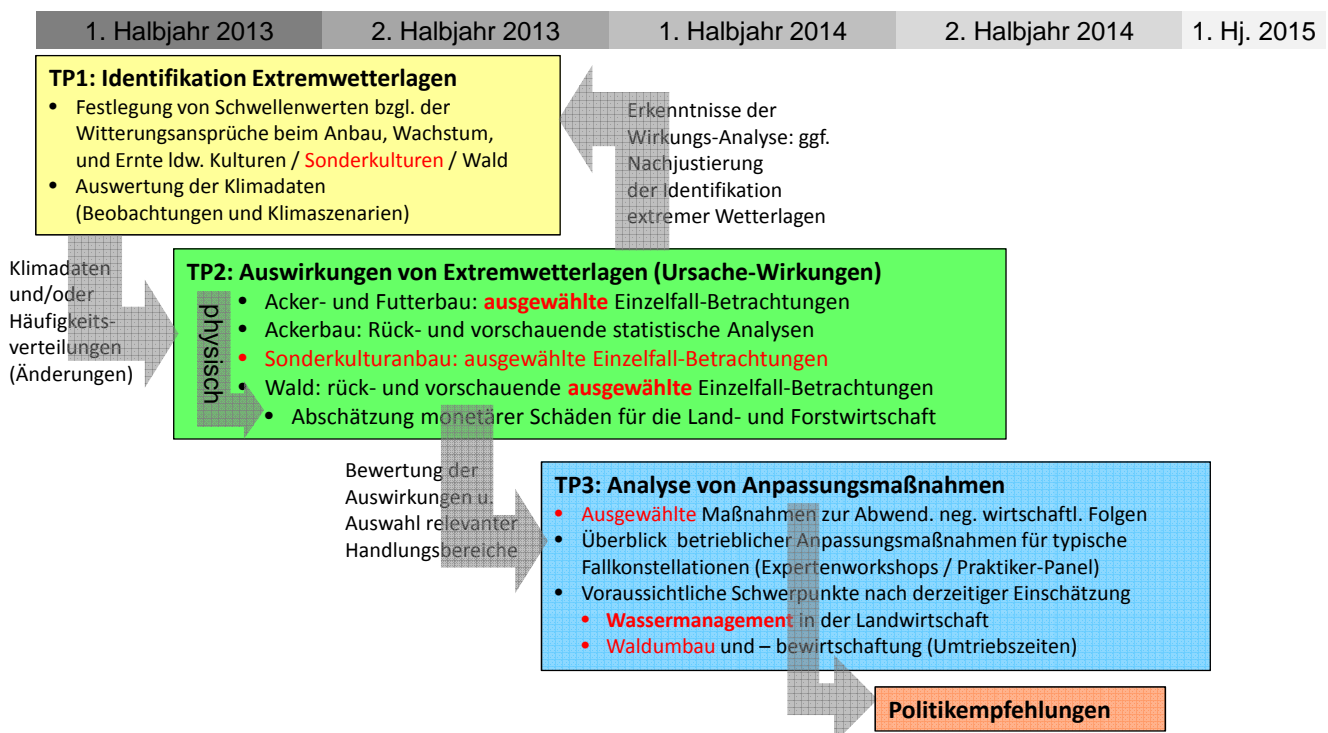 1. Halbjahr 2013 2. Halbjahr 2013 1. Halbjahr 2014 2. Halbjahr 2014 1. Hj. 2015
TP1: Identifikation Extremwetterlagen
• Festlegung von Schwellenwerten bzgl. der
Witterungsansprüche beim Anbau, Wachstum,
und Ernte ldw. Kulturen / Sonderkulturen / Wald
• Auswertung der Klimadaten
(Beobachtungen und Klimaszenarien)
Erkenntnisse der
Wirkungs-Analyse: ggf.
Nachjustierung
der Identifikation
extremer Wetterlagen
Klimadaten
und/oder
Häufigkeits-
verteilungen
(Änderungen)
TP2: Auswirkungen von Extremwetterlagen (Ursache-Wirkungen)
physisch
• Acker- und Futterbau: ausgewählte Einzelfall-Betrachtungen
• Ackerbau: Rück- und vorschauende statistische Analysen
• Sonderkulturanbau: ausgewählte Einzelfall-Betrachtungen
• Wald: rück- und vorschauende ausgewählte Einzelfall-Betrachtungen
• Abschätzung monetärer Schäden für die Land- und Forstwirtschaft
Bewertung der
Auswirkungen u.
Auswahl relevanter
Handlungsbereiche
TP3: Analyse von Anpassungsmaßnahmen
• Ausgewählte Maßnahmen zur Abwend. neg. wirtschaftl. Folgen
• Überblick betrieblicher Anpassungsmaßnahmen für typische
Fallkonstellationen (Expertenworkshops / Praktiker-Panel)
• Voraussichtliche Schwerpunkte nach derzeitiger Einschätzung
• Wassermanagement in der Landwirtschaft
• Waldumbau und – bewirtschaftung (Umtriebszeiten)
Politikempfehlungen